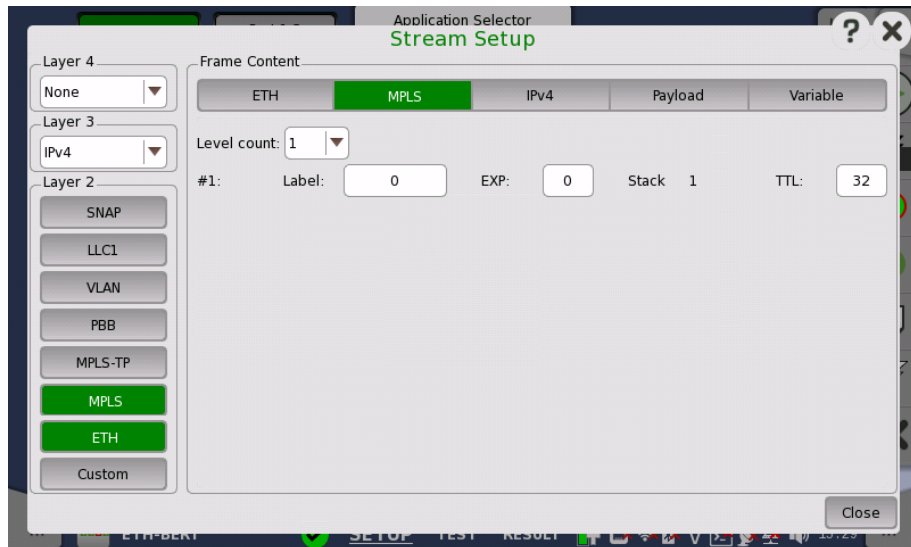 Application Selector
Stream Setup
? X
Layer 4
None
Layer 3
IPv4
Layer 2
SNAP
LLC1
VLAN
PBB
MPLS-TP
MPLS
ETH
Custom
Frame Content
ETH MPLS IPv4 Payload Variable
Level count: 1
#1: Label: 0 EXP: 0 Stack 1 TTL: 32
Close
ETH-BERT SETUP TEST RESULT 13:29